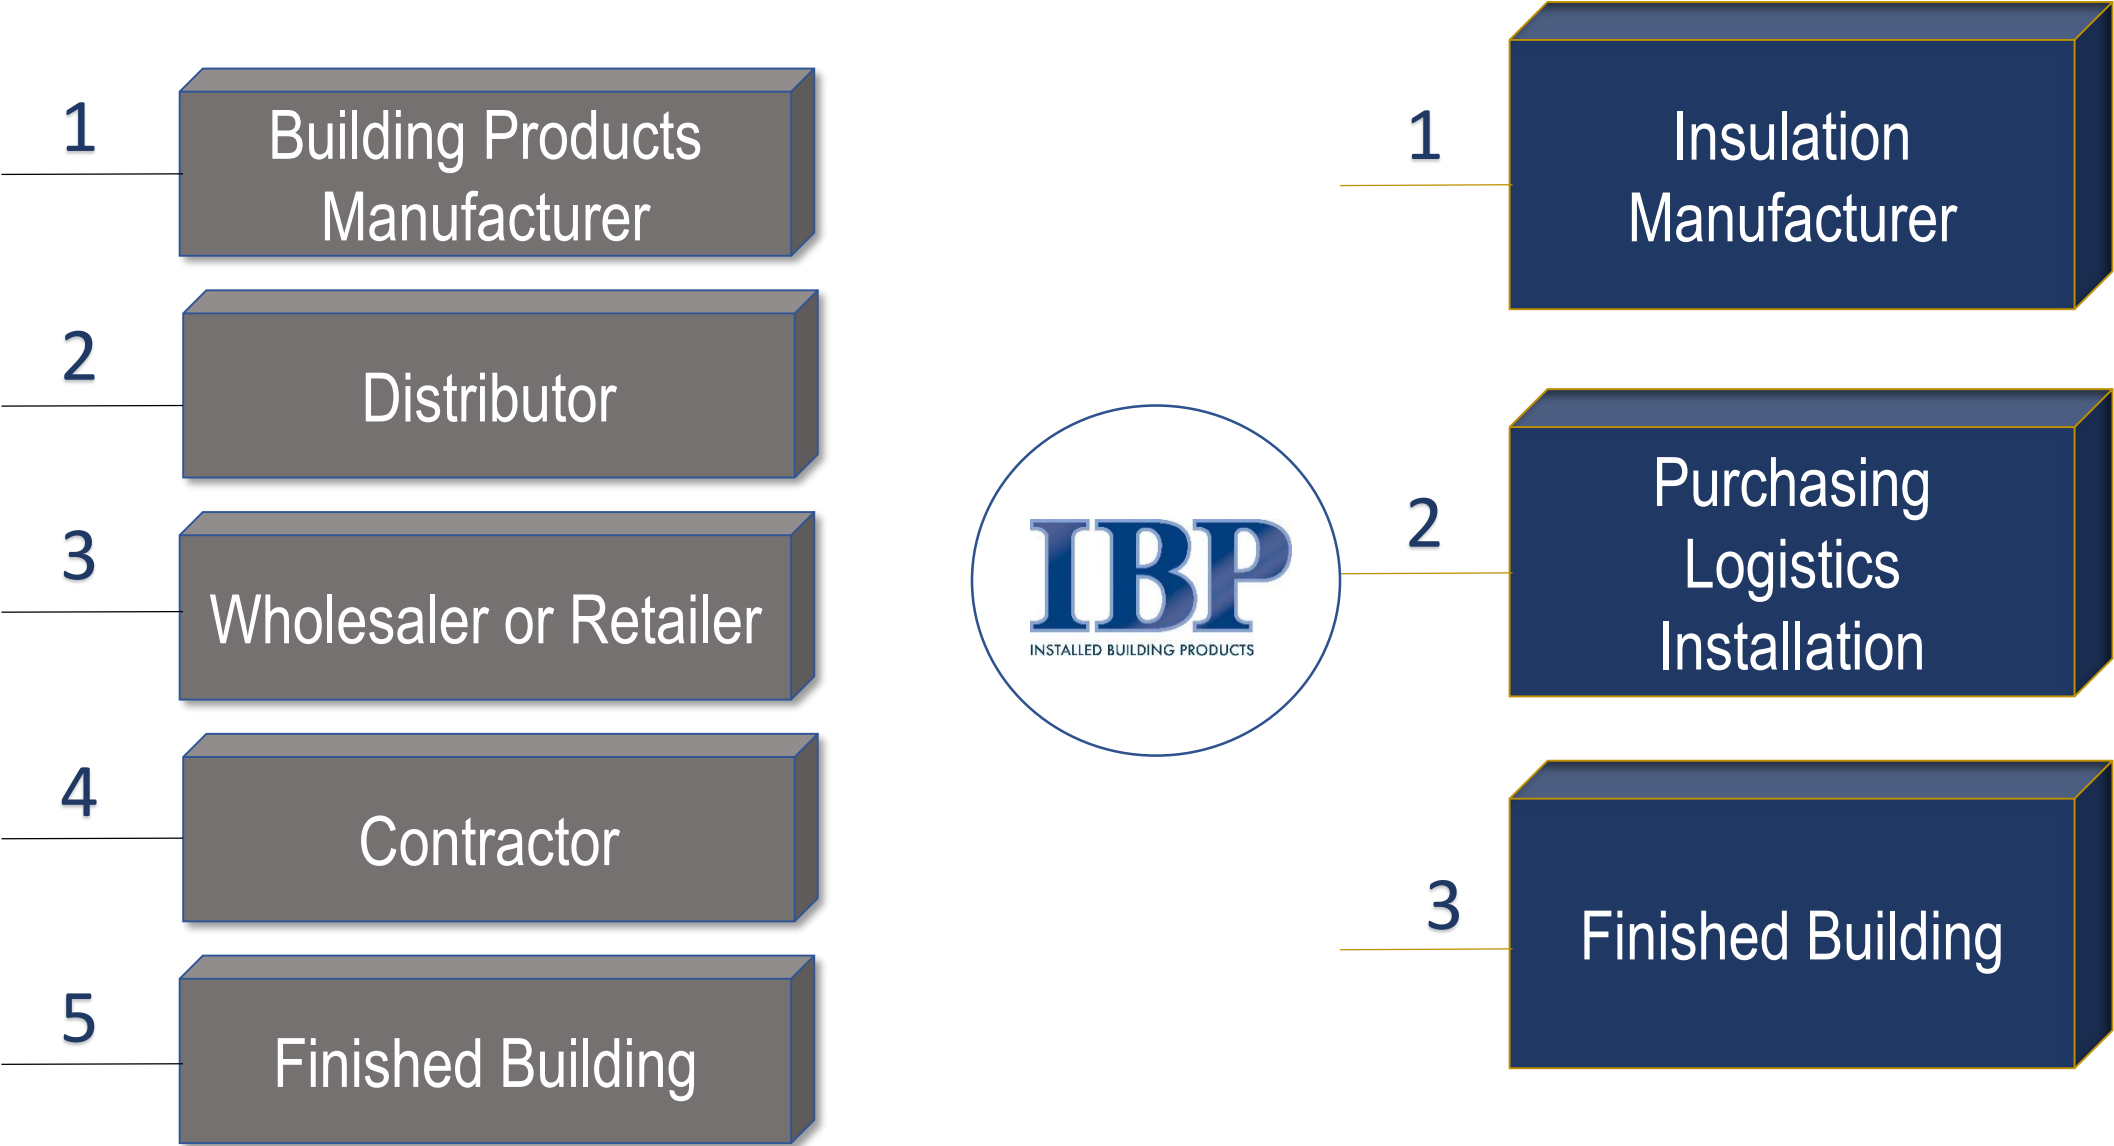 1
Building Products
Manufacturer
2
Distributor
3
Wholesaler or Retailer
4
Contractor
5
Finished Building
IBP
INSTALLED BUILDING PRODUCTS
1
Insulation
Manufacturer
2
Purchasing
Logistics
Installation
3
Finished Building